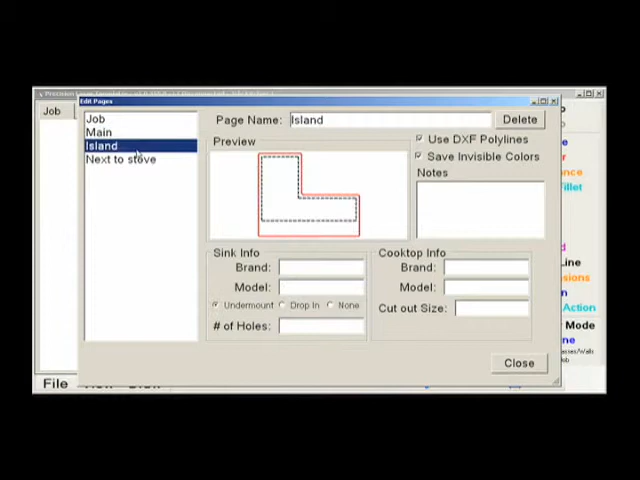 Edit Pages
Job
Job
Main
Island
Next to stove
Page Name: Island
Delete
Preview
Use DXF Polylines
Save Invisible Colors
Notes
Sink Info
Brand:
Model:
Undermount Drop In None
# of Holes:
Cooktop Info
Brand:
Model:
Cut out Size:
Close
File
Fillet
Line
Action
Mode